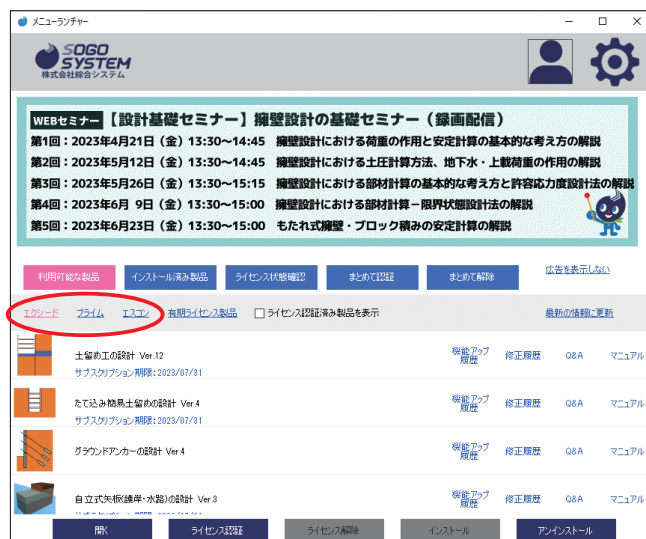 メニューランチャー
SOGO
SYSTEM
株式会社綜合システム
WEBセミナー【設計基礎セミナー】擁壁設計の基礎セミナー（録画配信）
第1回：2023年4月21日（金）13:30～14:45 擁壁設計における荷重の作用と安定計算の基本的な考え方の解説
第2回：2023年5月12日（金）13:30～14:45 擁壁設計における土圧計算方法、地下水・上載荷重の作用の解説
第3回：2023年5月26日（金）13:30～15:15 擁壁設計における部材計算の基本的な考え方と許容応力度設計法の解説
第4回：2023年6月 9日（金）13:30～15:00 擁壁設計における部材計算－限界状態設計法の解説
第5回：2023年6月23日（金）13:30～15:00 もたれ式擁壁・ブロック積みの安定計算の解説
利用可能な製品 インストール済み製品 ライセンス状態確認 まとめて認証 まとめて解除 広告を表示しない
エクシード プライム エスコン 有期ライセンス製品 ライセンス認証済み製品を表示 最新の情報に更新
土留め工の設計 Ver.12 機能アップ履歴 修正履歴 Q&A マニュアル
サブスクリプション期限：2023/07/31
たて込み簡易土留めの設計 Ver.4 機能アップ履歴 修正履歴 Q&A マニュアル
サブスクリプション期限：2023/07/31
グラウンドアンカーの設計 Ver.4 機能アップ履歴 修正履歴 Q&A マニュアル
自立式矢板(護岸・水路)の設計 Ver.3 機能アップ履歴 修正履歴 Q&A マニュアル
開く ライセンス認証 ライセンス解除 インストール アンインストール